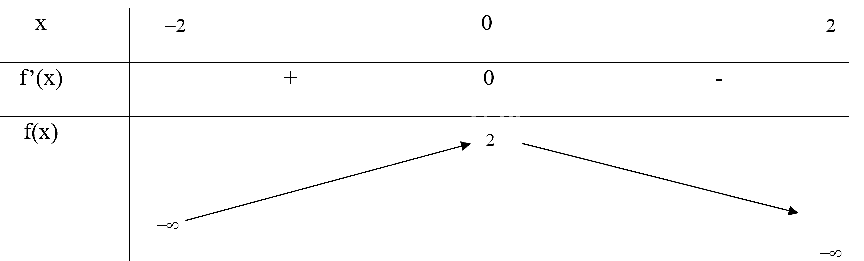 x –2 0 2
f’(x) + 0 -
f(x) 2
–∞ –∞